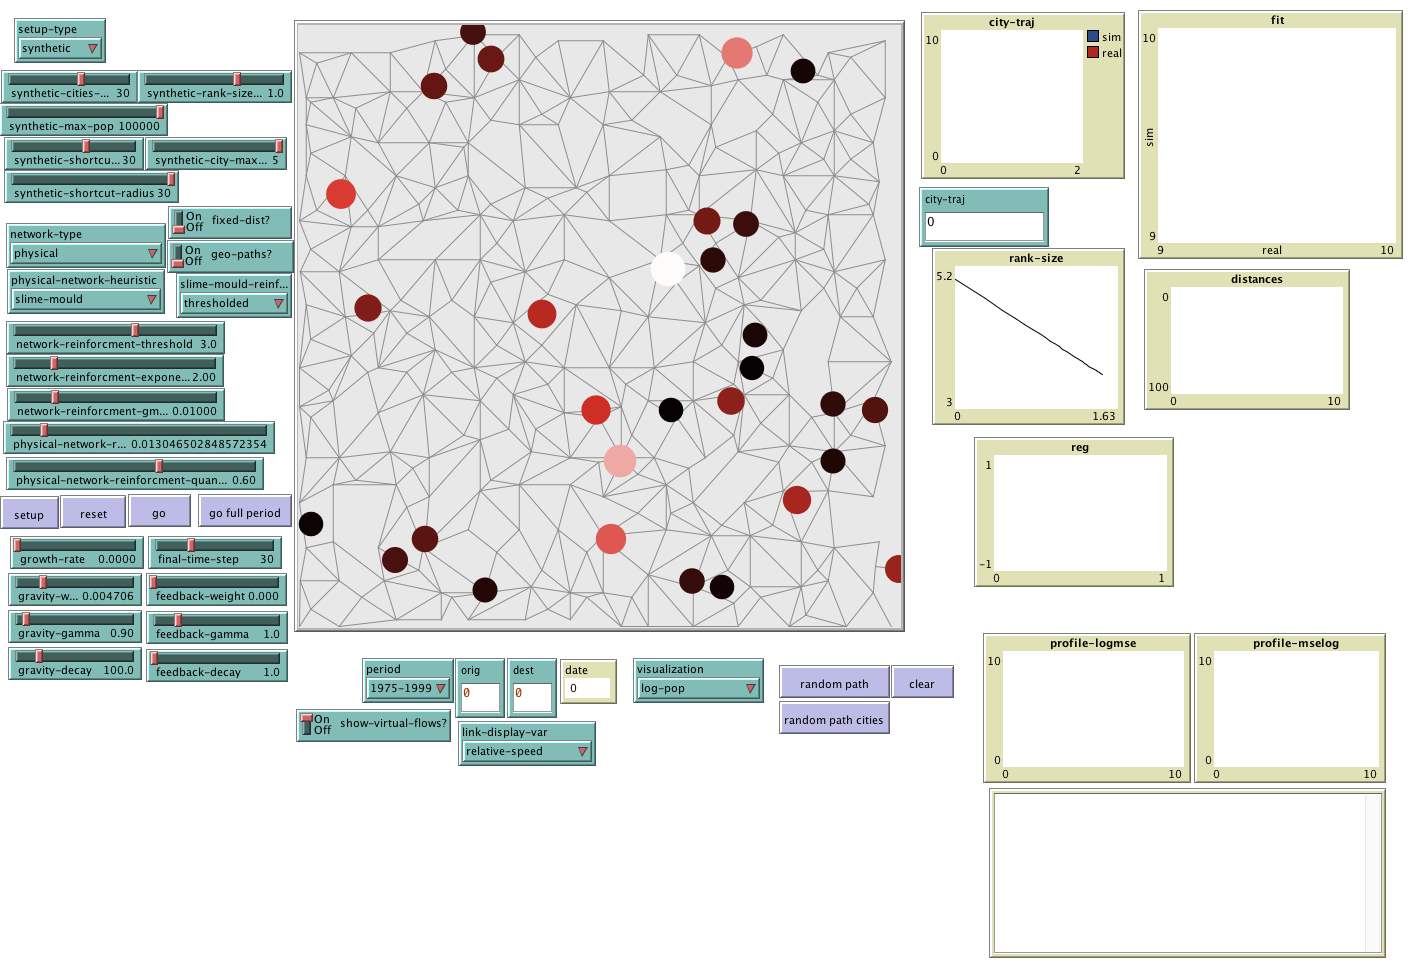 setup-type
synthetic
synthetic-cities-... 30
synthetic-rank-size... 1.0
synthetic-max-pop 100000
synthetic-shortcu... 30
synthetic-city-max... 5
synthetic-shortcut-radius 30
On
Off
fixed-dist?
network-type
physical
On
Off
geo-paths?
physical-network-heuristic
slime-mould
slime-mould-reinf...
thresholded
network-reinforcment-threshold 3.0
network-reinforcment-expone... 2.00
network-reinforcment-gm... 0.01000
physical-network-r... 0.013046502848572354
physical-network-reinforcment-quan... 0.60
setup
reset
go
go full period
growth-rate 0.0000
final-time-step 30
gravity-w... 0.004706
feedback-weight 0.000
gravity-gamma 0.90
feedback-gamma 1.0
gravity-decay 100.0
feedback-decay 1.0
period
1975-1999
orig
0
dest
0
date
0
visualization
log-pop
random path
clear
random path cities
On
Off
show-virtual-flows?
link-display-var
relative-speed
city-traj
10
0
0
2
sim
real
city-traj
0
rank-size
5.2
3
0
1.63
fit
10
sim
9
9
real
10
distances
0
100
0
10
reg
1
-1
0
1
profile-logmse
10
0
0
10
profile-mselog
10
0
0
10